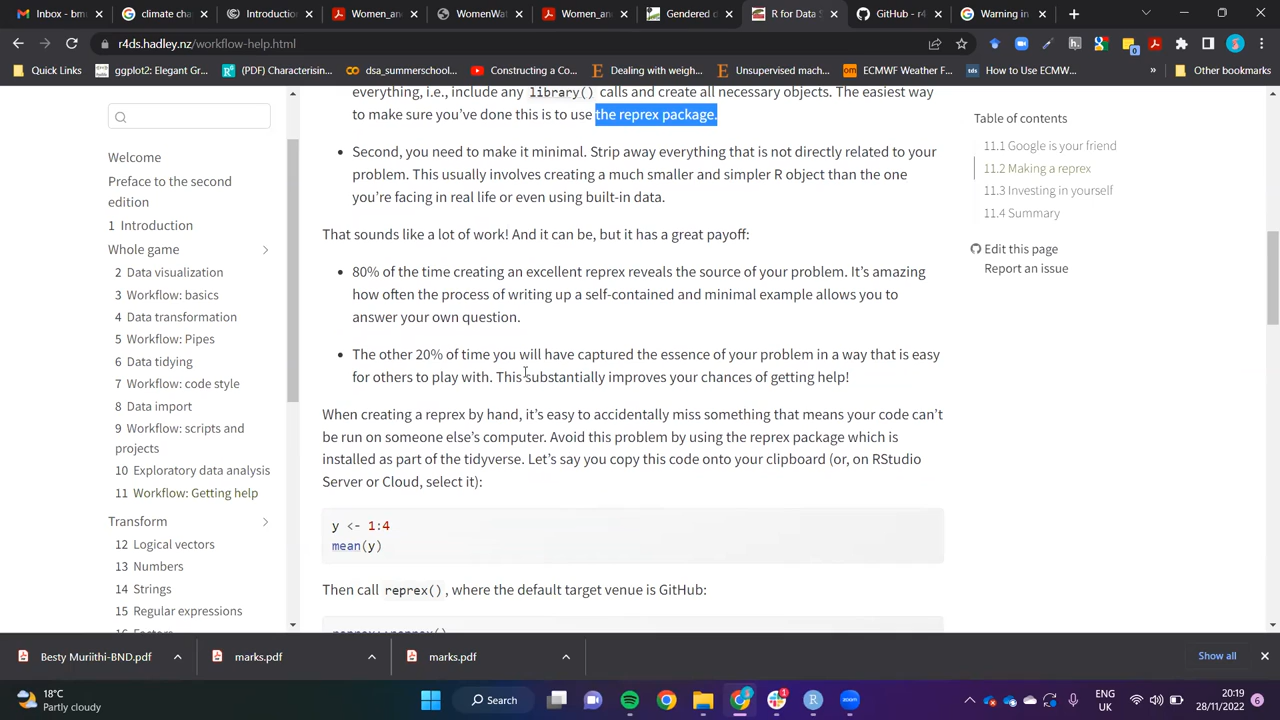 Inbox (313) - bm
climate chan
Introduction
Women_and
WomenWat
Women_and
Gendered d
R for Data S
GitHub - r4d
Warning in
r4ds.hadley.nz/workflow-help.html
Quick Links
ggplot2: Elegant Gr...
(PDF) Characterisin...
dsa_summerschool...
Constructing a Co...
Dealing with weigh...
Unsupervised mach...
ECMWF Weather F...
How to Use ECMW...
»
Other bookmarks
everything, i.e., include any library() calls and create all necessary objects. The easiest way
to make sure you've done this is to use the reprex package.
• Second, you need to make it minimal. Strip away everything that is not directly related to your
problem. This usually involves creating a much smaller and simpler R object than the one
you're facing in real life or even using built-in data.
That sounds like a lot of work! And it can be, but it has a great payoff:
• 80% of the time creating an excellent reprex reveals the source of your problem. It's amazing
how often the process of writing up a self-contained and minimal example allows you to
answer your own question.
• The other 20% of time you will have captured the essence of your problem in a way that is easy
for others to play with. This substantially improves your chances of getting help!
When creating a reprex by hand, it's easy to accidentally miss something that means your code can't
be run on someone else's computer. Avoid this problem by using the reprex package which is
installed as part of the tidyverse. Let's say you copy this code onto your clipboard (or, on RStudio
Server or Cloud, select it):
y <- 1:4
mean(y)
Then call reprex(), where the default target venue is GitHub:
reprex::reprex()
Welcome
Preface to the second
edition
1 Introduction
Whole game
2 Data visualization
3 Workflow: basics
4 Data transformation
5 Workflow: Pipes
6 Data tidying
7 Workflow: code style
8 Data import
9 Workflow: scripts and
projects
10 Exploratory data analysis
11 Workflow: Getting help
Transform
12 Logical vectors
13 Numbers
14 Strings
15 Regular expressions
16 Factors
Table of contents
11.1 Google is your friend
11.2 Making a reprex
11.3 Investing in yourself
11.4 Summary
Edit this page
Report an issue
Besty Muriithi-BND.pdf
marks.pdf
marks.pdf
Show all
18°C
Partly cloudy
Search
ENG
UK
20:19
28/11/2022